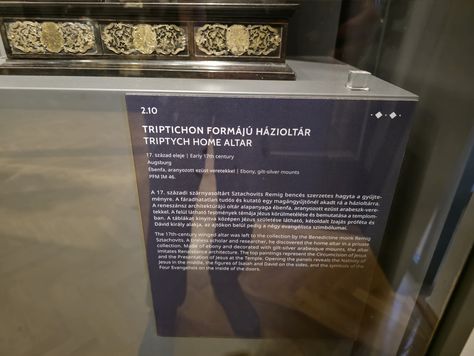 2.10
TRIPTICHON FORMÁJÚ HÁZIOLTÁR
TRIPTYCH HOME ALTAR
17. század eleje | Early 17th century
Augsburg
Ébenfa, aranyozott ezüst veretekkel | Ebony, gilt-silver mounts
PFM IM 46.
A 17. századi szárnyasoltárt Sztachovits Remig bencés szerzetes hagyta a gyűjte-
ményre. A fáradhatatlan tudós és kutató egy magángyűjtőnél akadt rá a házioltárra.
A reneszánsz architektúrájú oltár alapanyaga ébenfa, aranyozott ezüst arabeszk-vere-
tekkel. A felül látható festmények témája Jézus körülmetélése és bemutatása a templom-
ban. A táblákat kinyitva középen Jézus születése látható, kétoldalt Izajás próféta és
Dávid király alakja, az ajtókon belül pedig a négy evangélista szimbólumai.
The 17th-century winged altar was left to the collection by the Benedictine monk Remig
Sztachovits. A tireless scholar and researcher, he discovered the home altar in a private
collection. Made of ebony and decorated with gilt-silver arabesque mounts, the altar
imitates Renaissance architecture. The top paintings represent the Circumcision of Jesus
and the Presentation of Jesus at the Temple. Opening the panels reveals the Nativity of
Jesus in the middle, the figures of Isaiah and David on the sides, and the symbols of the
Four Evangelists on the inside of the doors.